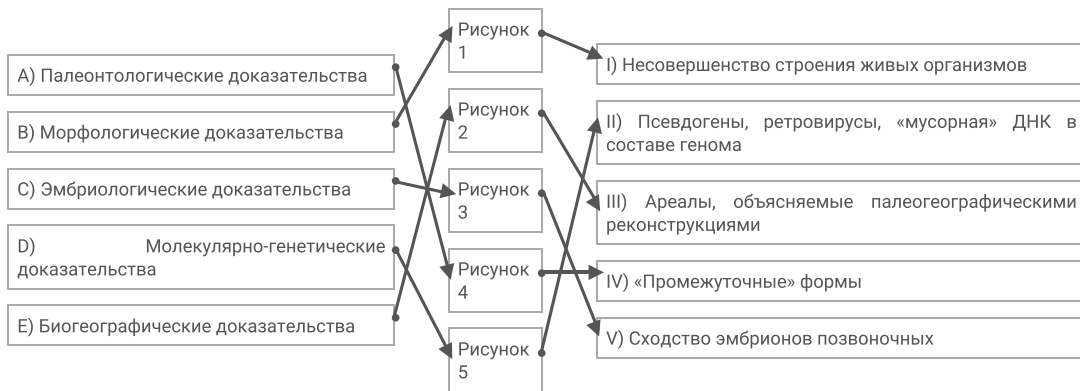 A) Палеонтологические доказательства
B) Морфологические доказательства
C) Эмбриологические доказательства
D) Молекулярно-генетические
доказательства
E) Биогеографические доказательства
Рисунок
1
Рисунок
2
Рисунок
3
Рисунок
4
Рисунок
5
I) Несовершенство строения живых организмов
II) Псевдогены, ретровирусы, «мусорная» ДНК в
составе генома
III) Ареалы, объясняемые палеогеографическими
реконструкциями
IV) «Промежуточные» формы
V) Сходство эмбрионов позвоночных